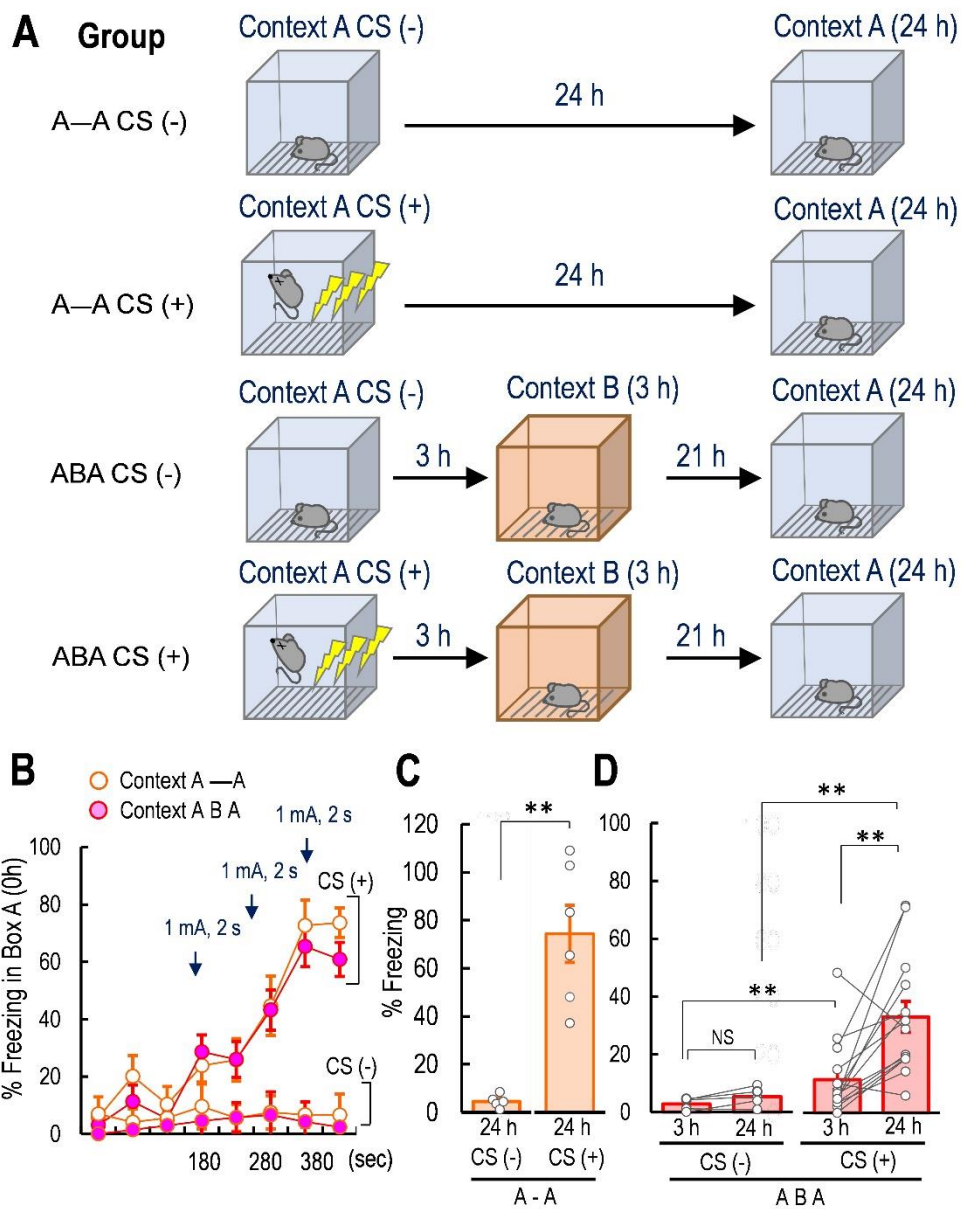 A Group
Context A CS (-)
Context A (24 h)
A—A CS (-)
24 h
Context A CS (+)
Context A (24 h)
A—A CS (+)
24 h
Context A CS (-)
Context B (3 h)
Context A (24 h)
ABA CS (-)
3 h
21 h
Context A CS (+)
Context B (3 h)
Context A (24 h)
ABA CS (+)
3 h
21 h
B
Context A —A
Context A B A
% Freezing in Box A (0h)
100
80
60
40
20
0
1 mA, 2 s
1 mA, 2 s
1 mA, 2 s
CS (+)
CS (-)
180 280 380 (sec)
C
% Freezing
120
100
80
60
40
20
0
**
24 h 24 h
CS (-) CS (+)
A - A
D
100
80
60
40
20
0
**
**
**
NS
3 h 24 h 3 h 24 h
CS (-) CS (+)
A B A